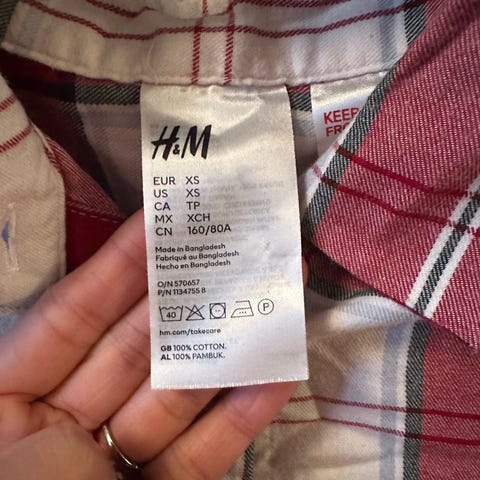 H&M
EUR XS
US XS
CA TP
MX XCH
CN 160/80A
Made in Bangladesh
Fabriqué au Bangladesh
Hecho en Bangladesh
O/N 570657
P/N 1134755 8
40
P
hm.com/takecare
GB 100% COTTON.
AL 100% PAMBUK.
KEEP